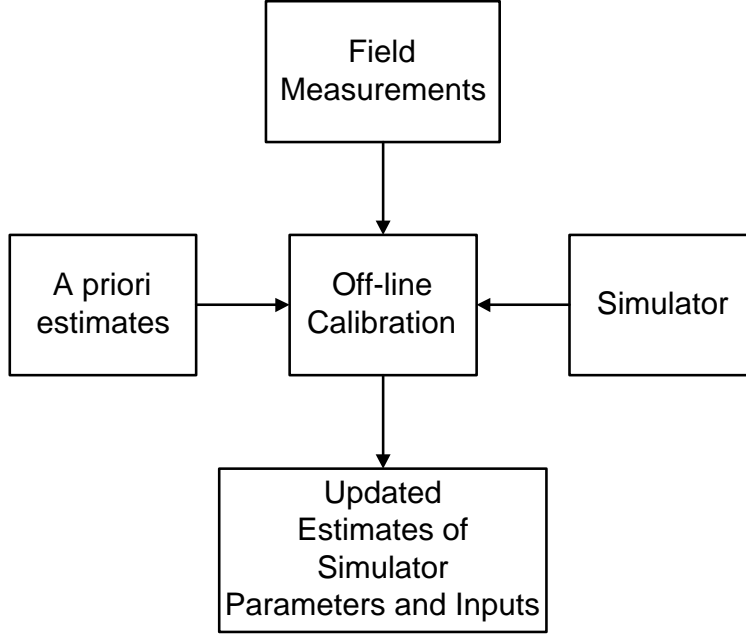 Field
Measurements
A priori
estimates
Off-line
Calibration
Simulator
Updated
Estimates of
Simulator
Parameters and Inputs